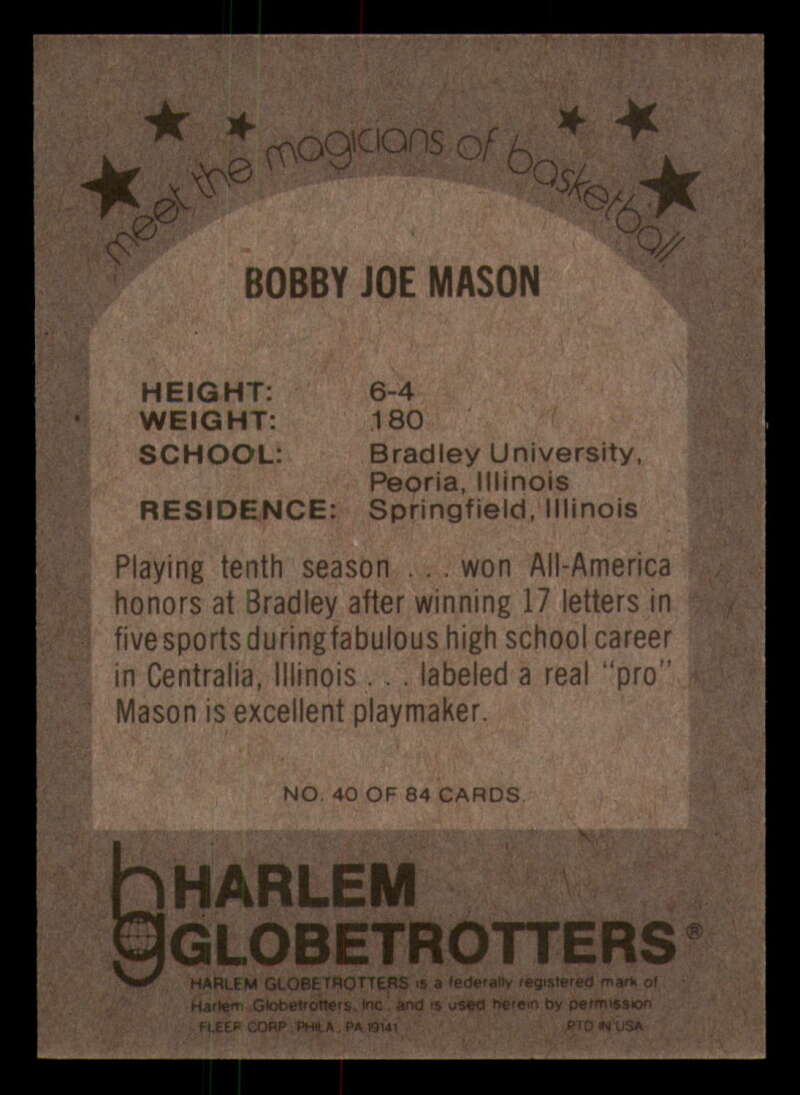 meet the magicians of basketball
BOBBY JOE MASON
HEIGHT: 6-4
WEIGHT: 180
SCHOOL: Bradley University,
Peoria, Illinois
RESIDENCE: Springfield, Illinois
Playing tenth season . . . won All-America
honors at Bradley after winning 17 letters in
five sports during fabulous high school career
in Centralia, Illinois . . . labeled a real "pro"
Mason is excellent playmaker.
NO. 40 OF 84 CARDS
hg HARLEM
GLOBETROTTERS®
HARLEM GLOBETROTTERS is a federally registered mark of
Harlem Globetrotters, Inc. and is used herein by permission
FLEER CORP. PHILA., PA 19141 PTD IN USA